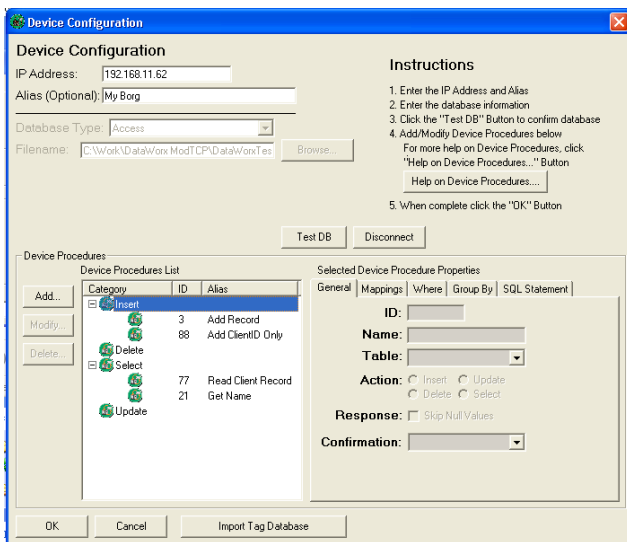 Device Configuration
Device Configuration
IP Address: 192.168.11.62
Alias (Optional): My Borg
Database Type: Access
Filename: C:\Work\DataWorx ModTCP\DataWorxTes Browse...
Instructions
1. Enter the IP Address and Alias
2. Enter the database information
3. Click the "Test DB" Button to confirm database
4. Add/Modify Device Procedures below
For more help on Device Procedures, click
"Help on Device Procedures..." Button
Help on Device Procedures....
5. When complete click the "OK" Button
Test DB Disconnect
Device Procedures
Device Procedures List
Add...
Modify...
Delete...
Category ID Alias
Insert
3 Add Record
88 Add ClientID Only
Delete
Select
77 Read Client Record
21 Get Name
Update
Selected Device Procedure Properties
General Mappings Where Group By SQL Statement
ID:
Name:
Table:
Action: Insert Update
Delete Select
Response: Skip Null Values
Confirmation:
OK Cancel Import Tag Database